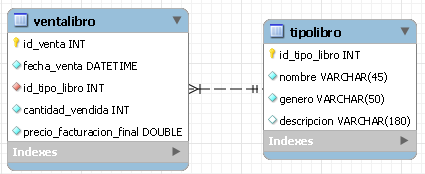 ventalibro
id_venta INT
fecha_venta DATETIME
id_tipo_libro INT
cantidad_vendida INT
precio_facturacion_final DOUBLE
Indexes
tipolibro
id_tipo_libro INT
nombre VARCHAR(45)
genero VARCHAR(50)
descripcion VARCHAR(180)
Indexes